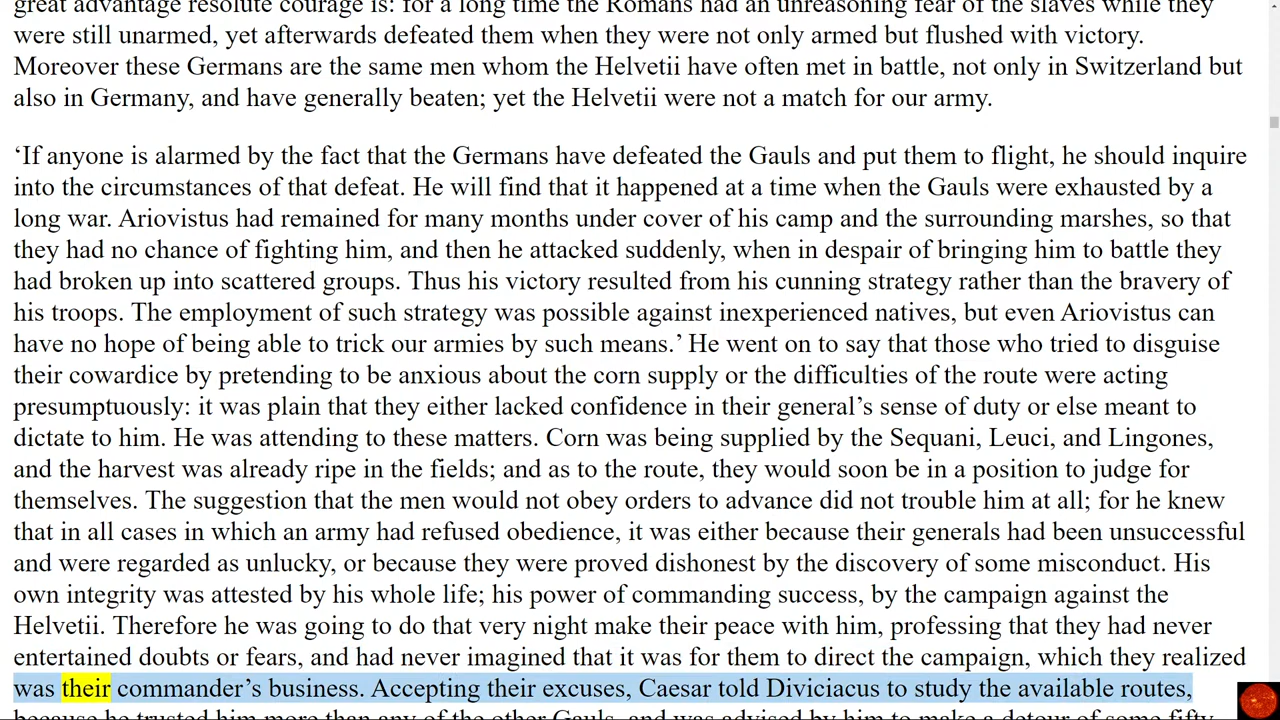 great advantage resolute courage is: for a long time the Romans had an unreasoning fear of the slaves while they
were still unarmed, yet afterwards defeated them when they were not only armed but flushed with victory.
Moreover these Germans are the same men whom the Helvetii have often met in battle, not only in Switzerland but
also in Germany, and have generally beaten; yet the Helvetii were not a match for our army.
‘If anyone is alarmed by the fact that the Germans have defeated the Gauls and put them to flight, he should inquire
into the circumstances of that defeat. He will find that it happened at a time when the Gauls were exhausted by a
long war. Ariovistus had remained for many months under cover of his camp and the surrounding marshes, so that
they had no chance of fighting him, and then he attacked suddenly, when in despair of bringing him to battle they
had broken up into scattered groups. Thus his victory resulted from his cunning strategy rather than the bravery of
his troops. The employment of such strategy was possible against inexperienced natives, but even Ariovistus can
have no hope of being able to trick our armies by such means.’ He went on to say that those who tried to disguise
their cowardice by pretending to be anxious about the corn supply or the difficulties of the route were acting
presumptuously: it was plain that they either lacked confidence in their general’s sense of duty or else meant to
dictate to him. He was attending to these matters. Corn was being supplied by the Sequani, Leuci, and Lingones,
and the harvest was already ripe in the fields; and as to the route, they would soon be in a position to judge for
themselves. The suggestion that the men would not obey orders to advance did not trouble him at all; for he knew
that in all cases in which an army had refused obedience, it was either because their generals had been unsuccessful
and were regarded as unlucky, or because they were proved dishonest by the discovery of some misconduct. His
own integrity was attested by his whole life; his power of commanding success, by the campaign against the
Helvetii. Therefore he was going to do that very night make their peace with him, professing that they had never
entertained doubts or fears, and had never imagined that it was for them to direct the campaign, which they realized
was their commander’s business. Accepting their excuses, Caesar told Diviciacus to study the available routes,
because he trusted him more than any of the other Gauls, and was advised by him to make a detour of some fifty